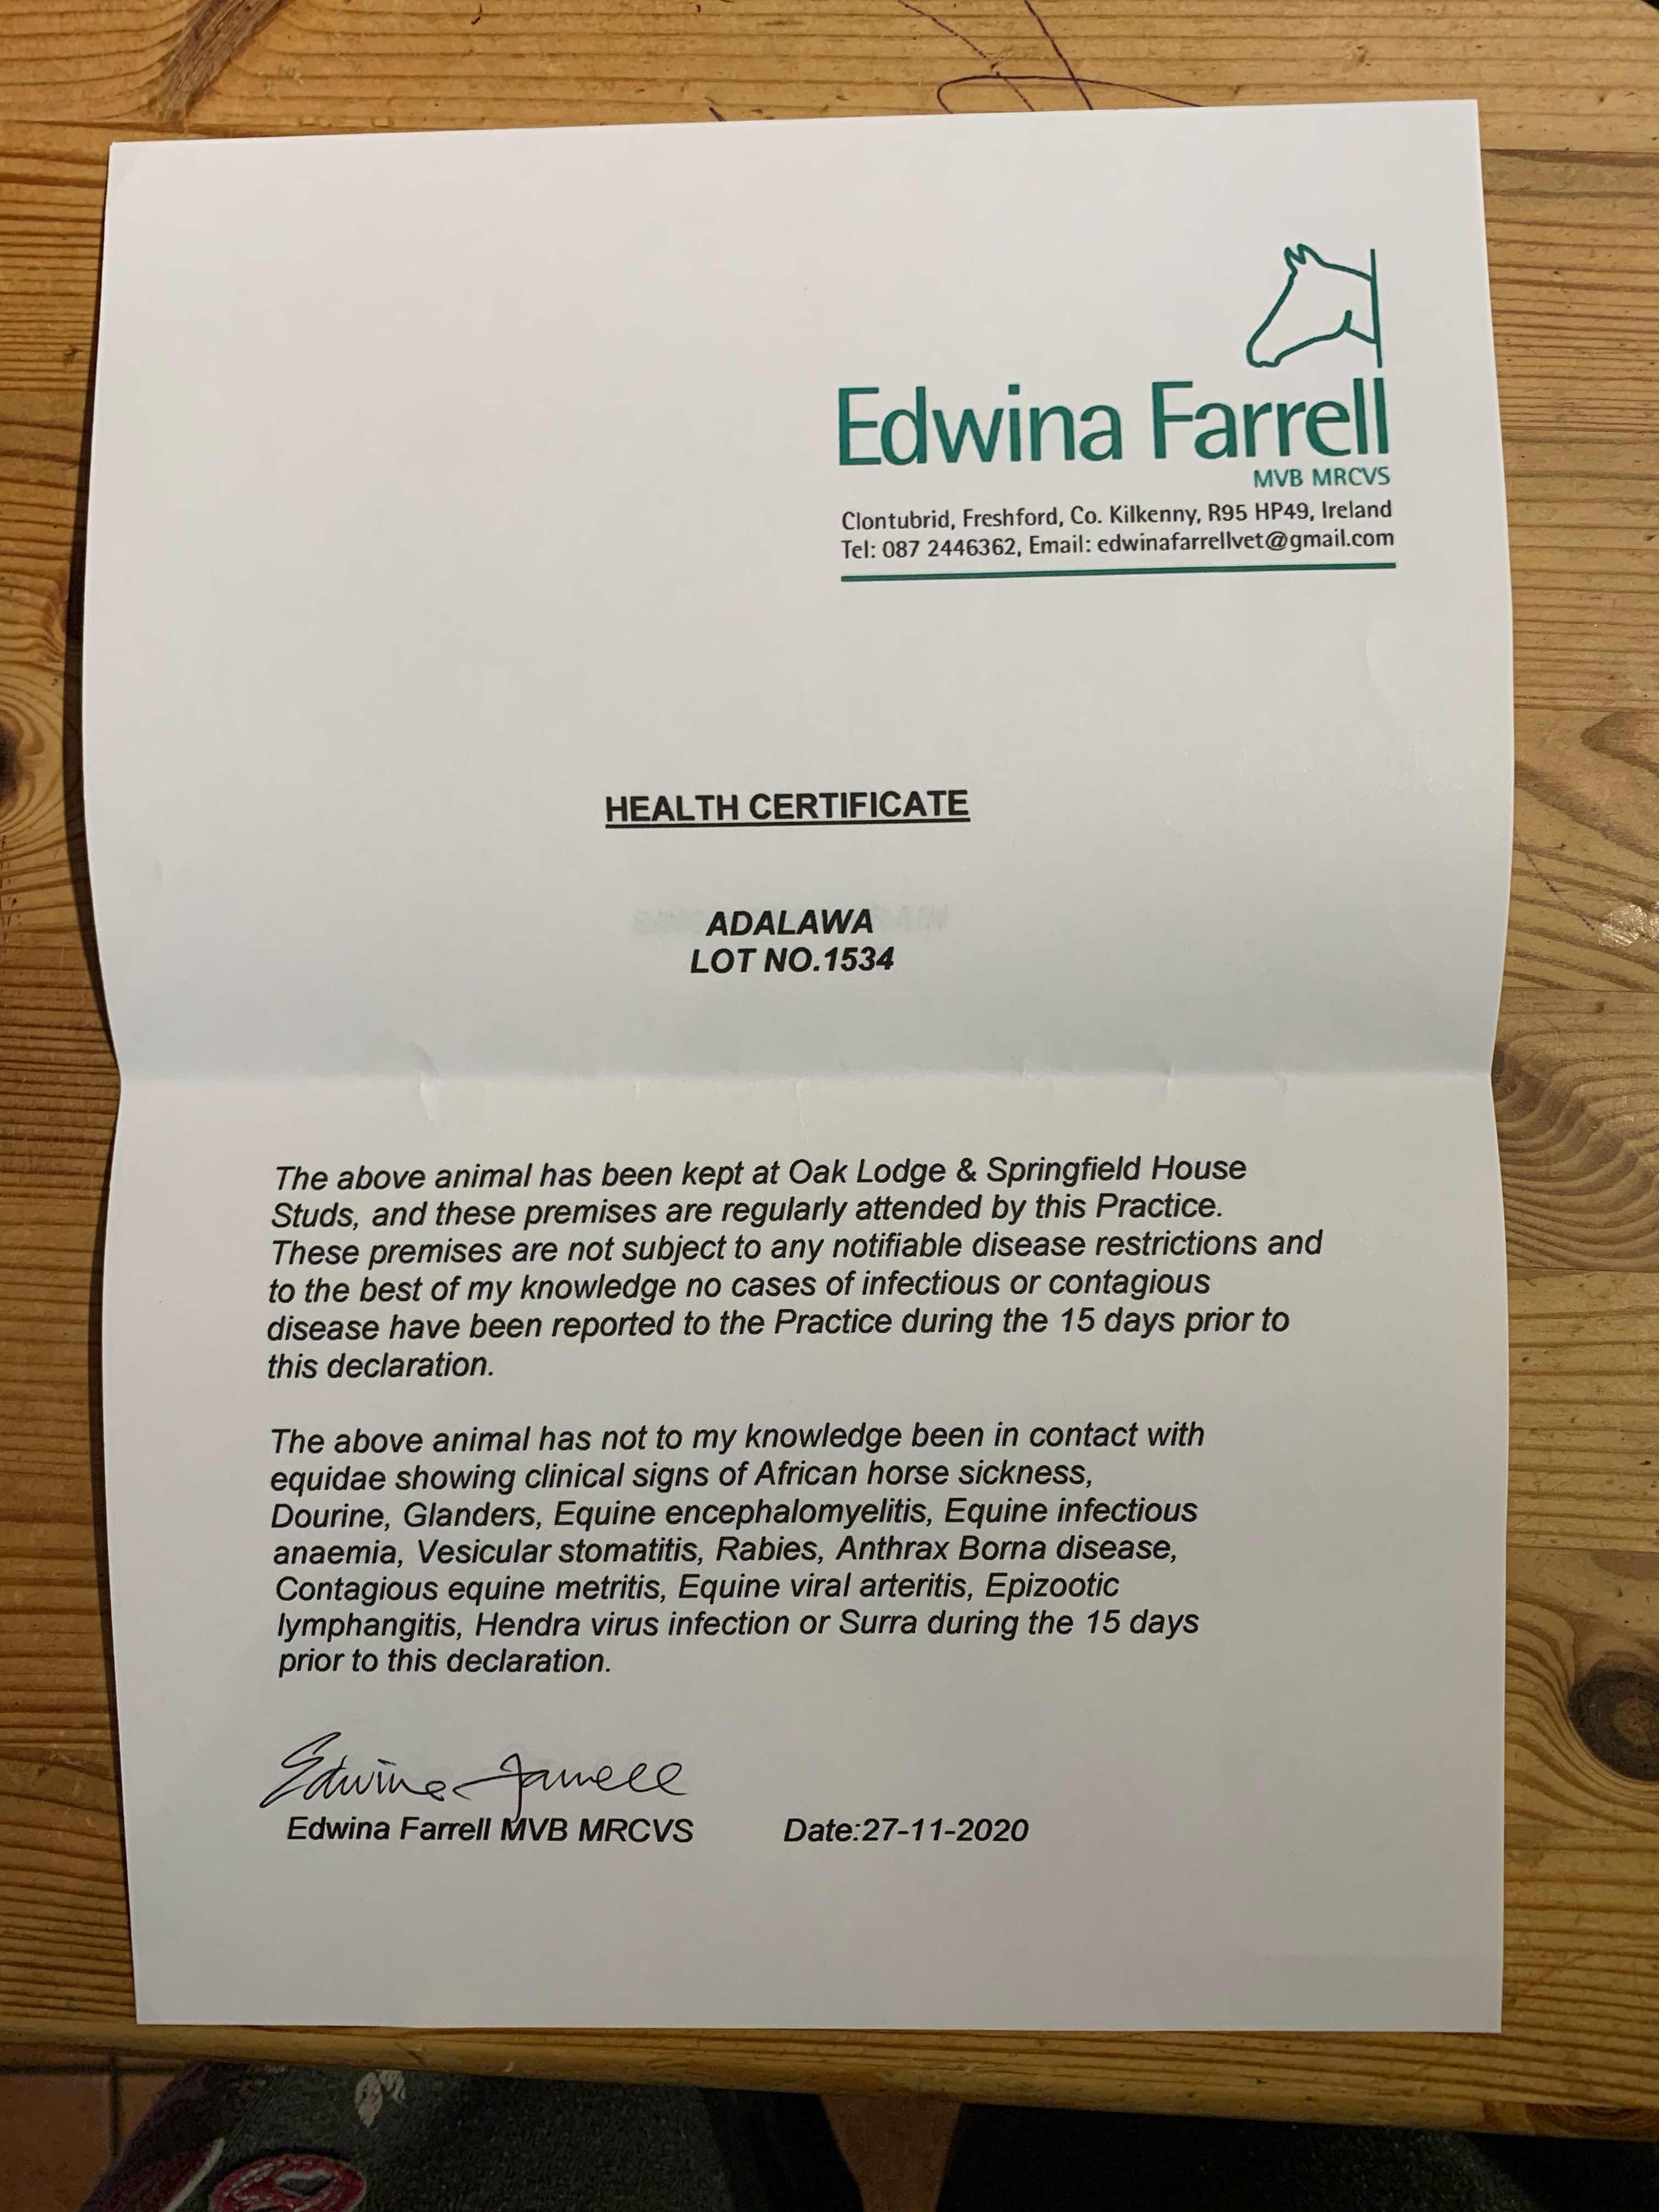 Edwina Farrell
MVB MRCVS
Clontubrid, Freshford, Co. Kilkenny, R95 HP49, Ireland
Tel: 087 2446362, Email: edwinafarrellvet@gmail.com
HEALTH CERTIFICATE
ADALAWA
LOT NO.1534
The above animal has been kept at Oak Lodge & Springfield House
Studs, and these premises are regularly attended by this Practice.
These premises are not subject to any notifiable disease restrictions and
to the best of my knowledge no cases of infectious or contagious
disease have been reported to the Practice during the 15 days prior to
this declaration.
The above animal has not to my knowledge been in contact with
equidae showing clinical signs of African horse sickness,
Dourine, Glanders, Equine encephalomyelitis, Equine infectious
anaemia, Vesicular stomatitis, Rabies, Anthrax Borna disease,
Contagious equine metritis, Equine viral arteritis, Epizootic
lymphangitis, Hendra virus infection or Surra during the 15 days
prior to this declaration.
Edwina Farrell
Edwina Farrell MVB MRCVS Date:27-11-2020